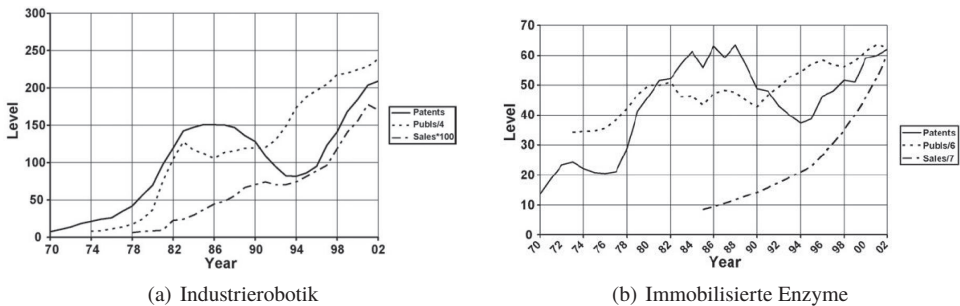 300
250
200
150
100
50
0
Level
70 74 78 82 86 90 94 98 02
Year
Patents
Publs/4
Sales*100
(a) Industrierobotik
70
60
50
40
30
20
10
0
Level
70 72 74 76 78 80 82 84 86 88 90 92 94 96 98 00 02
Year
Patents
Publs/6
Sales/7
(b) Immobilisierte Enzyme